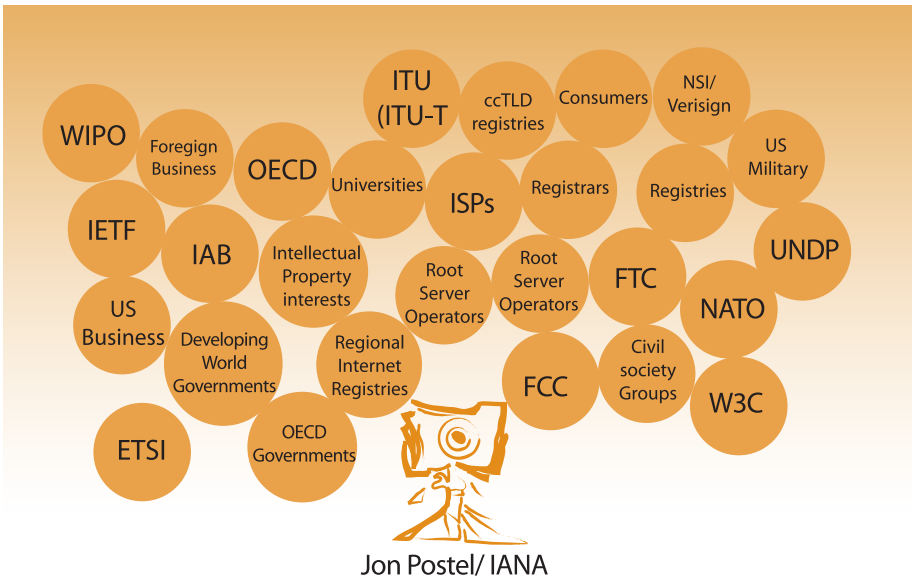 ITU
(ITU-T
ccTLD
registries
Consumers
NSI/
Verisign
WIPO
Foregign
Business
OECD
Universities
ISPs
Registrars
Registries
US
Military
IETF
IAB
Intellectual
Property
interests
Root
Server
Operators
Root
Server
Operators
FTC
NATO
UNDP
US
Business
Developing
World
Governments
Regional
Internet
Registries
FCC
Civil
society
Groups
W3C
ETSI
OECD
Governments
Jon Postel/ IANA